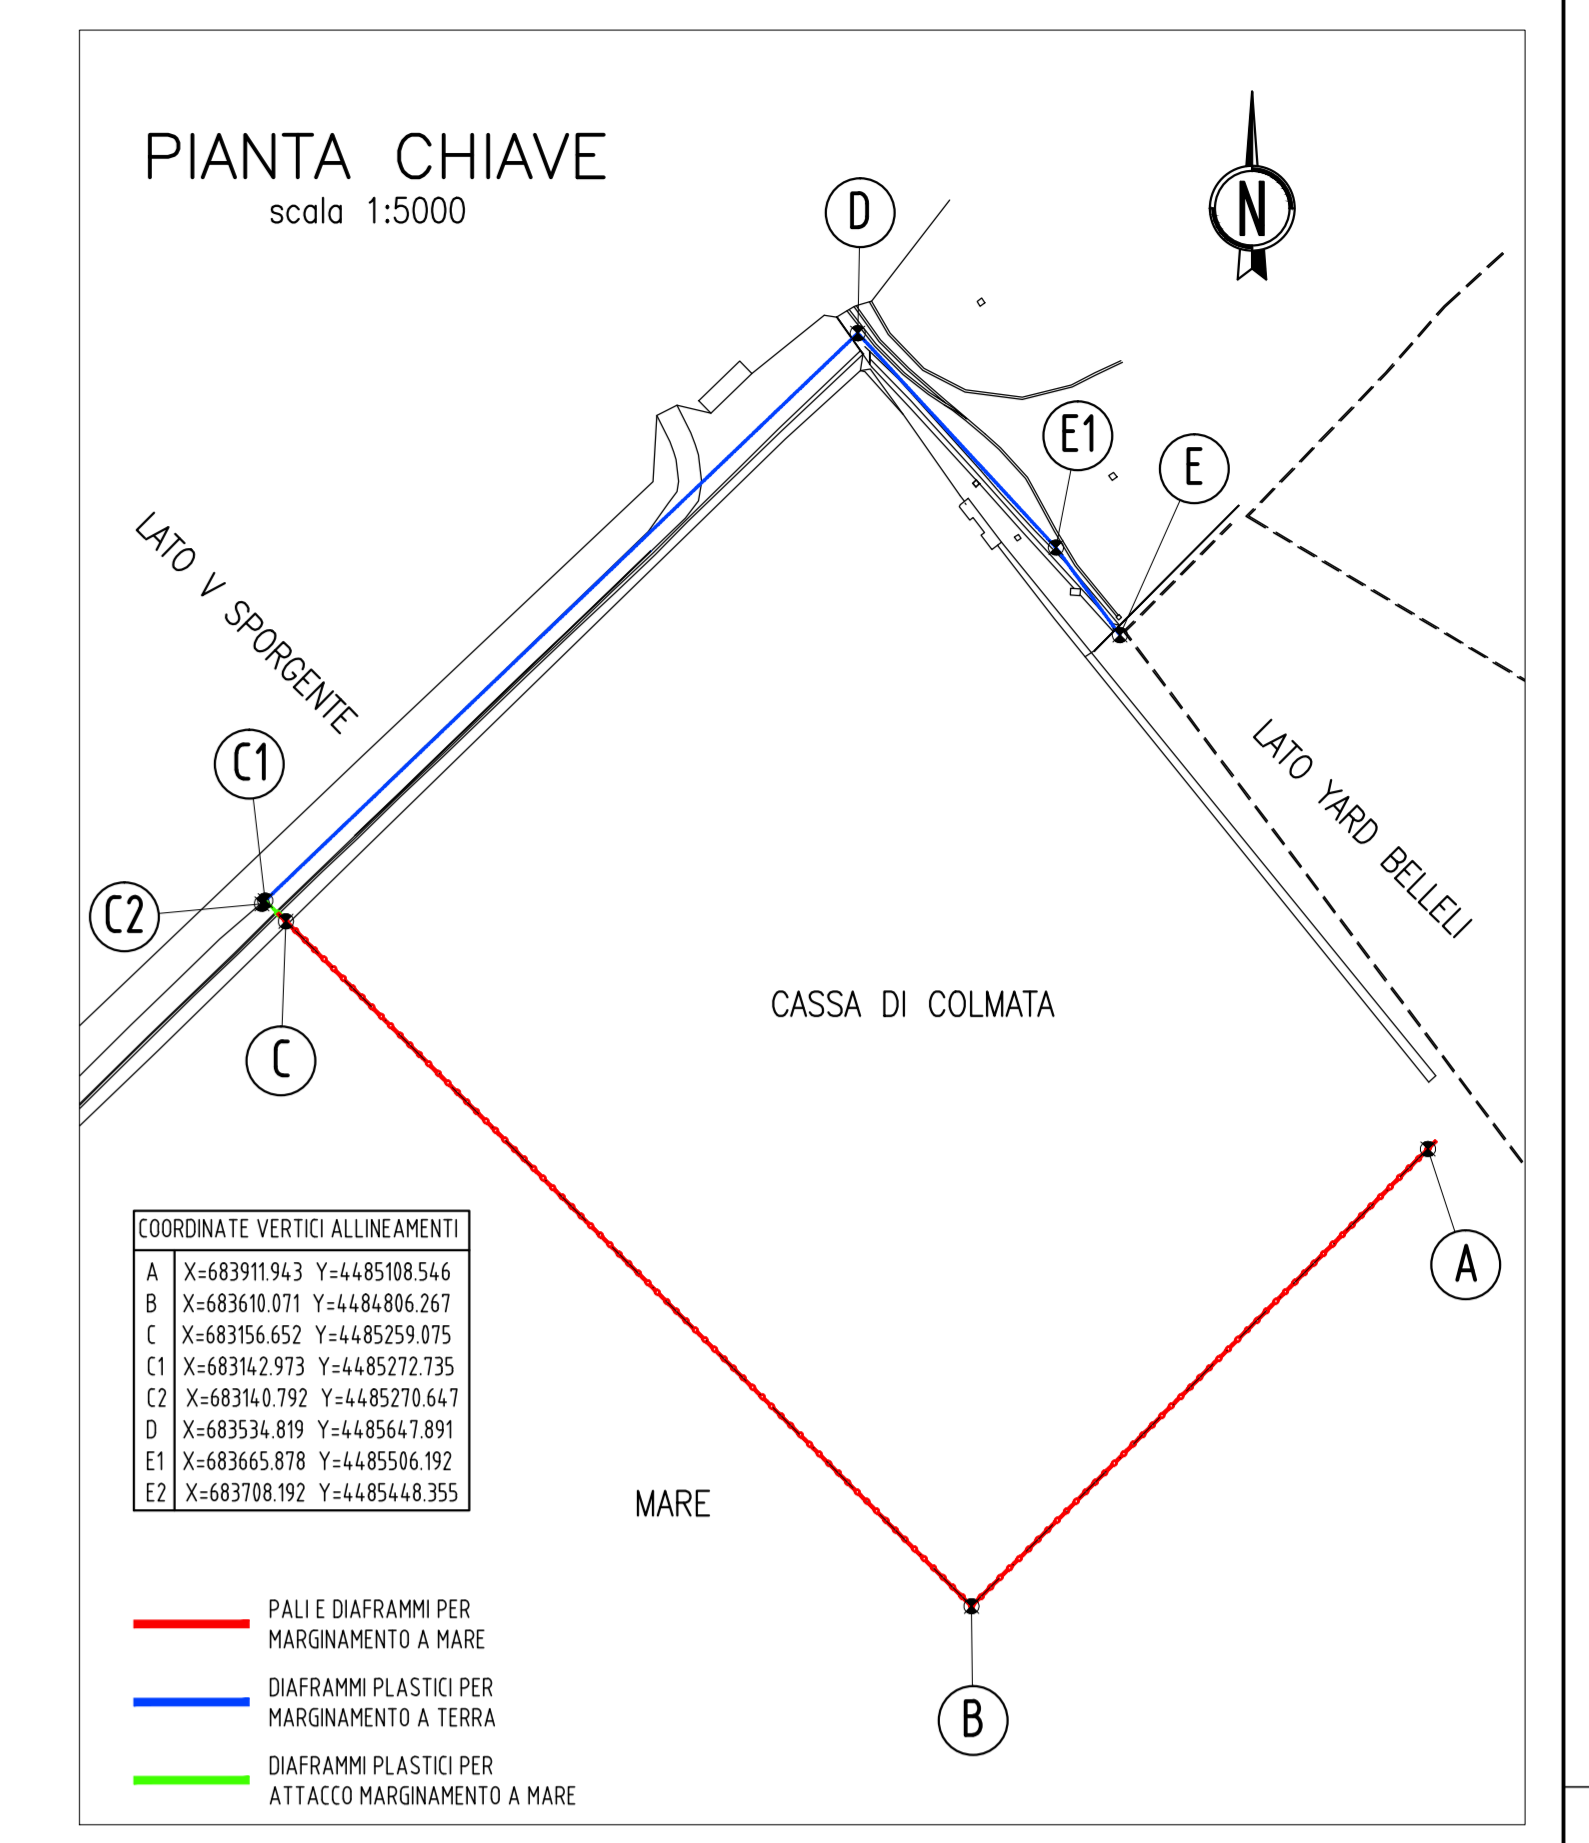 PIANTA CHIAVE
scala 1:5000
N
D
E1
E
LATO V SPORGENTE
C1
C2
C
LATO YARD BELLELI
CASSA DI COLMATA
A
COORDINATE VERTICI ALLINEAMENTI
A X=683911.943 Y=4485108.546
B X=683610.071 Y=4484806.267
C X=683156.652 Y=4485259.075
C1 X=683142.973 Y=4485272.735
C2 X=683140.792 Y=4485270.647
D X=683534.819 Y=4485647.891
E1 X=683665.878 Y=4485506.192
E2 X=683708.192 Y=4485448.355
MARE
B
PALI E DIAFRAMMI PER
MARGINAMENTO A MARE
DIAFRAMMI PLASTICI PER
MARGINAMENTO A TERRA
DIAFRAMMI PLASTICI PER
ATTACCO MARGINAMENTO A MARE